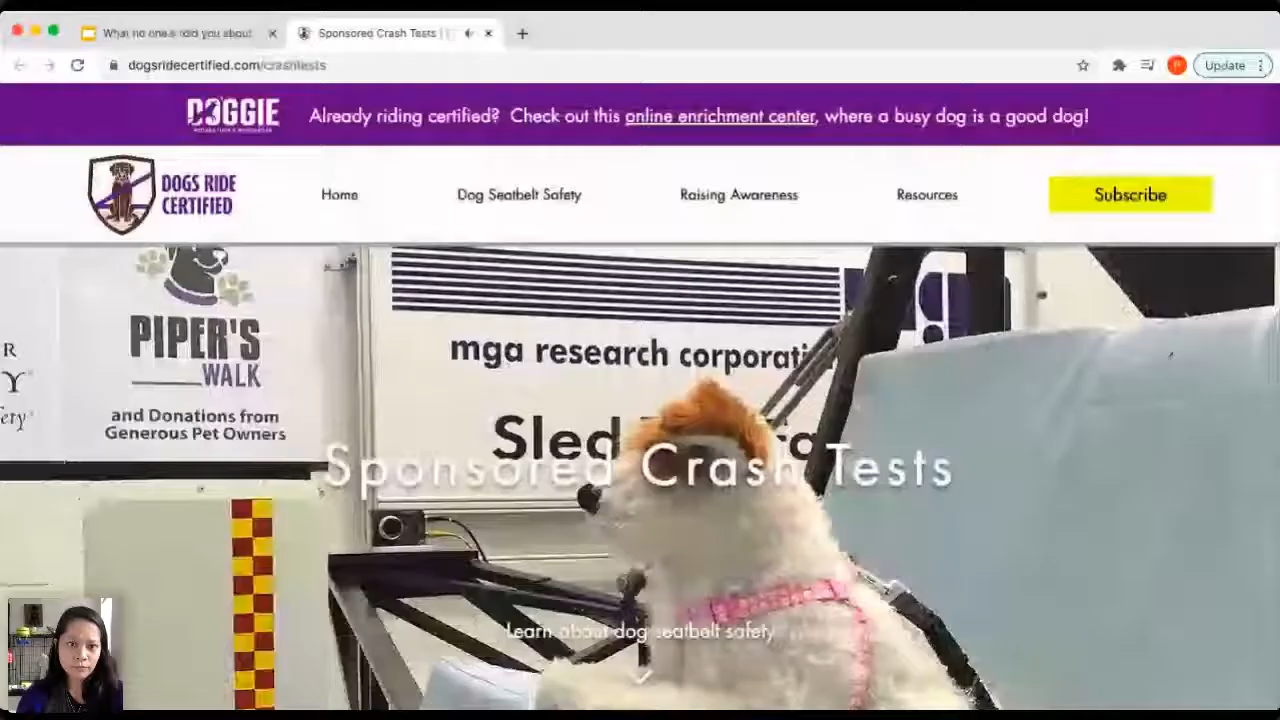 What no one's told you about
Sponsored Crash Tests |
dogsridecertified.com/crashtests
Update
DOGGIE
Already riding certified? Check out this online enrichment center, where a busy dog is a good dog!
DOGS RIDE
CERTIFIED
Home
Dog Seatbelt Safety
Raising Awareness
Resources
Subscribe
PIPER'S
WALK
and Donations from
Generous Pet Owners
mga research
Sled
Sponsored Crash Tests
Learn about dog seatbelt safety